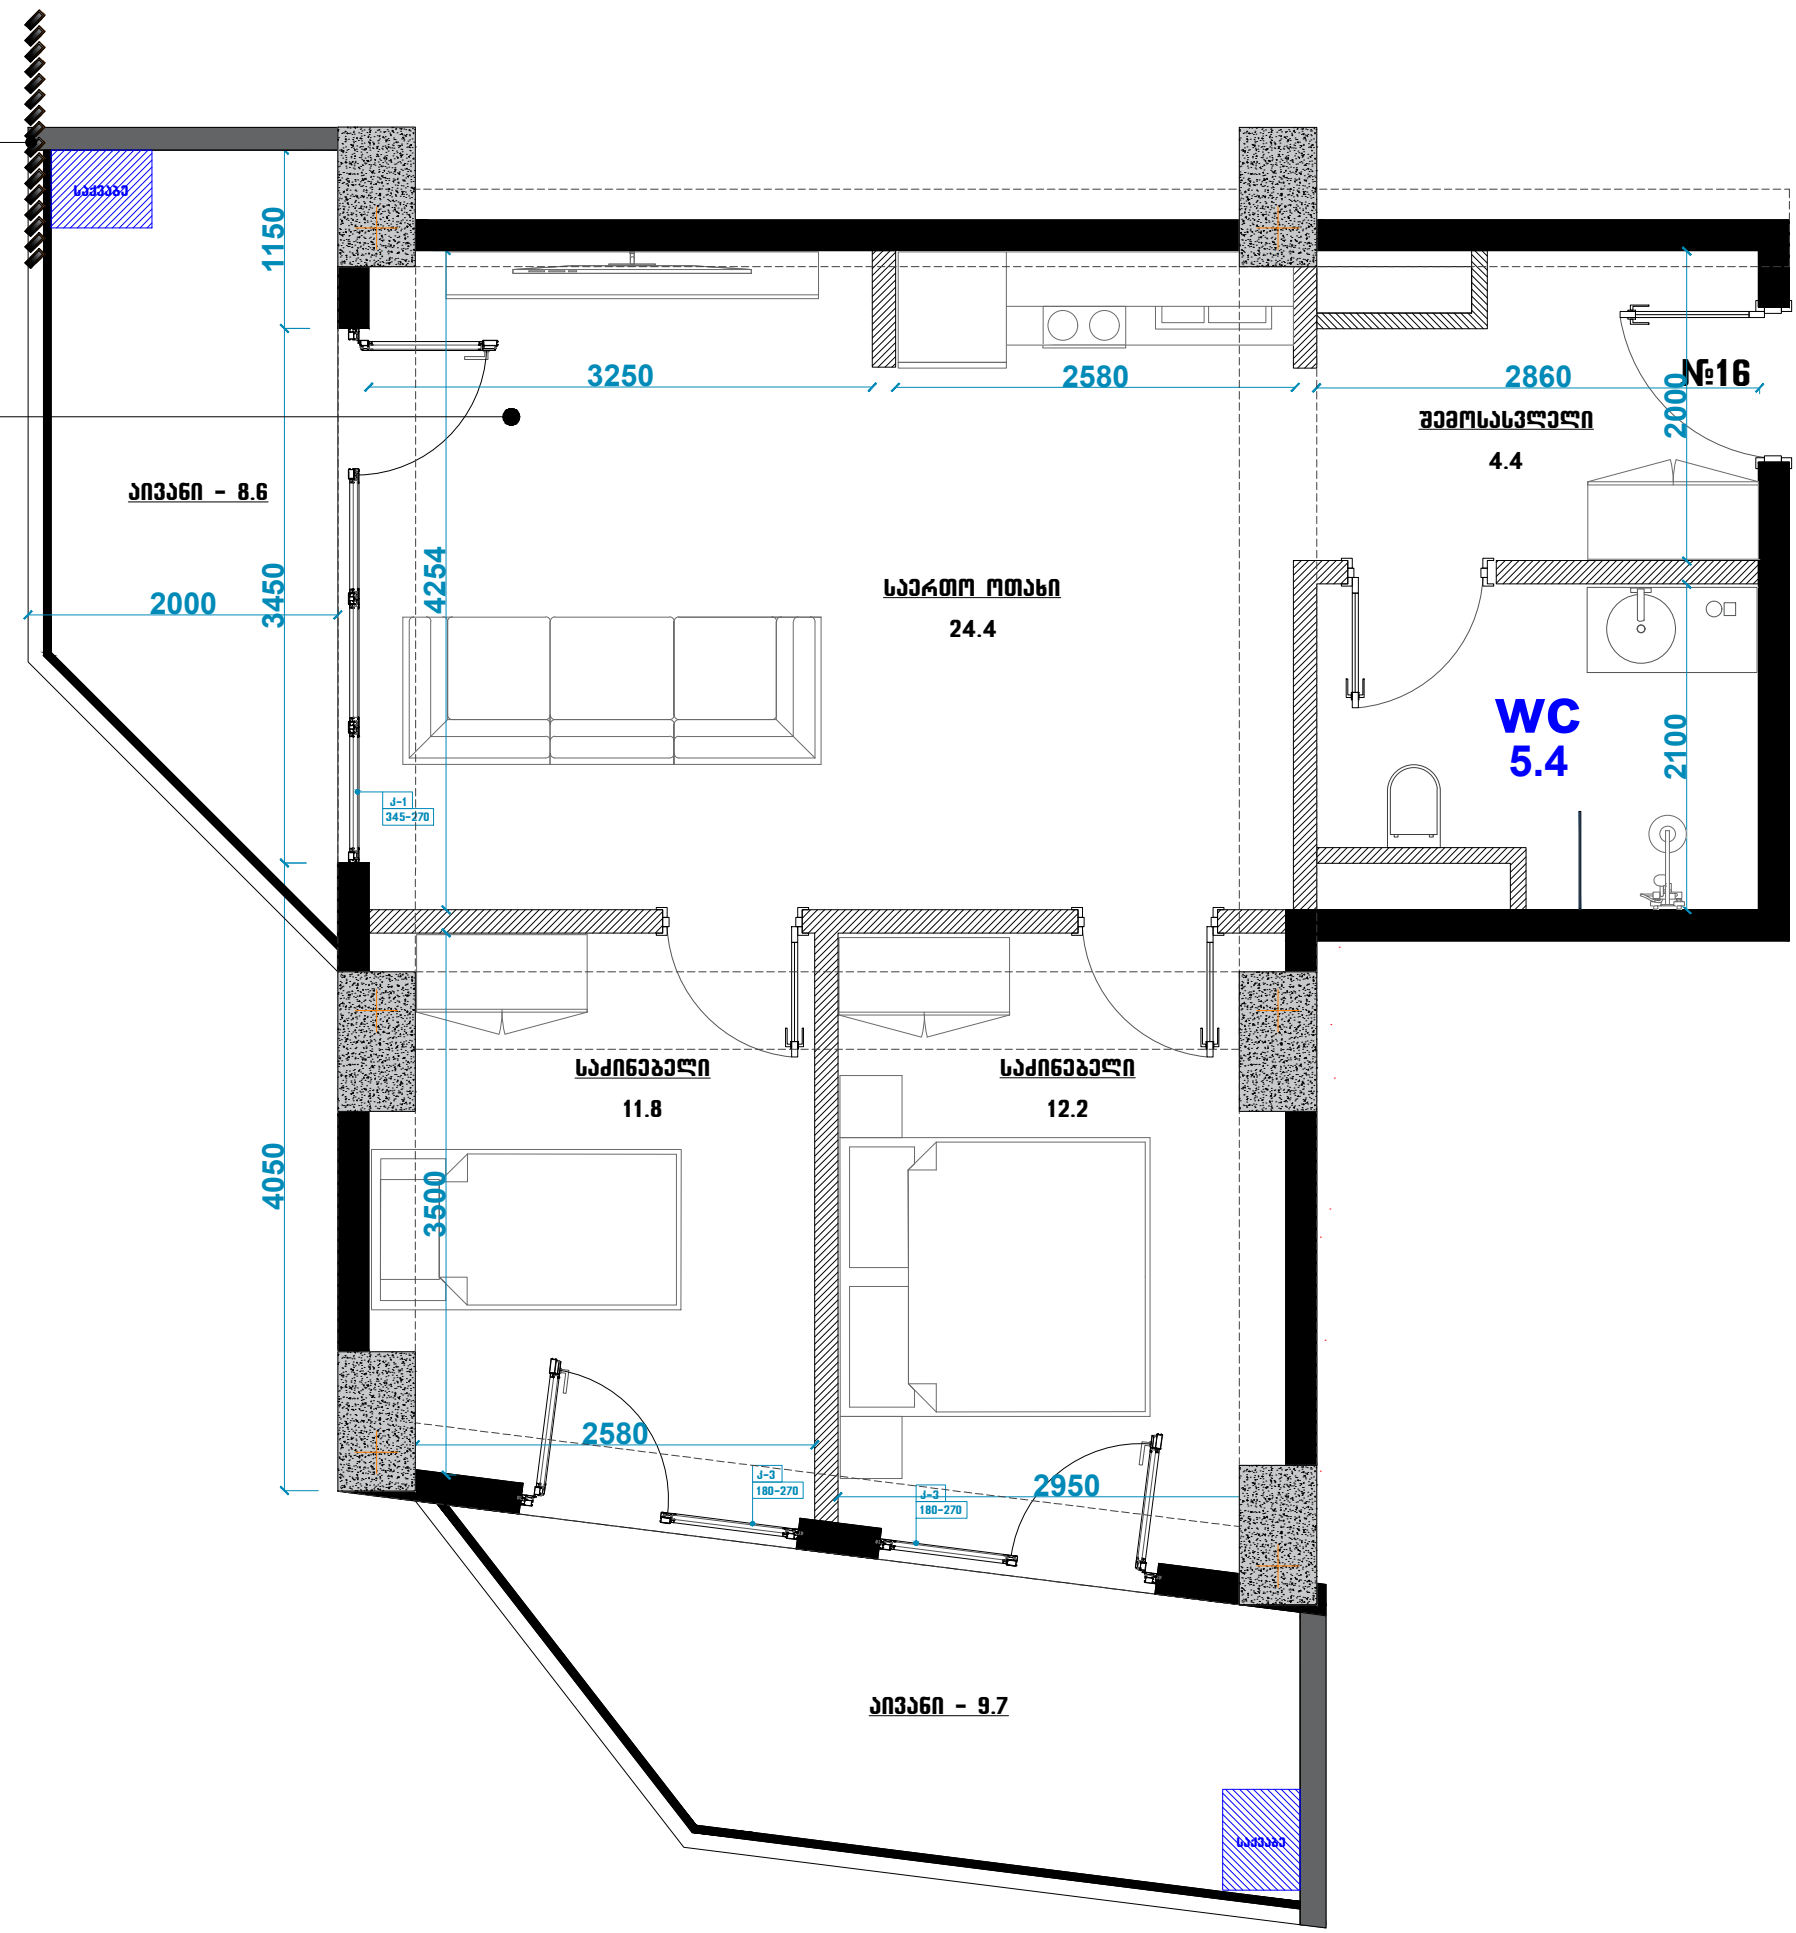 საქვაბე
1150
3250
2580
2860
2000
№16
შემოსასვლელი
4.4
აივანი - 8.6
2000
3450
4254
საერთო ოთახი
24.4
WC
5.4
2100
კ-1
345-270
საძინებელი
11.8
საძინებელი
12.2
4050
3500
2580
კ-3
180-270
კ-3
180-270
2950
აივანი - 9.7
საქვაბე